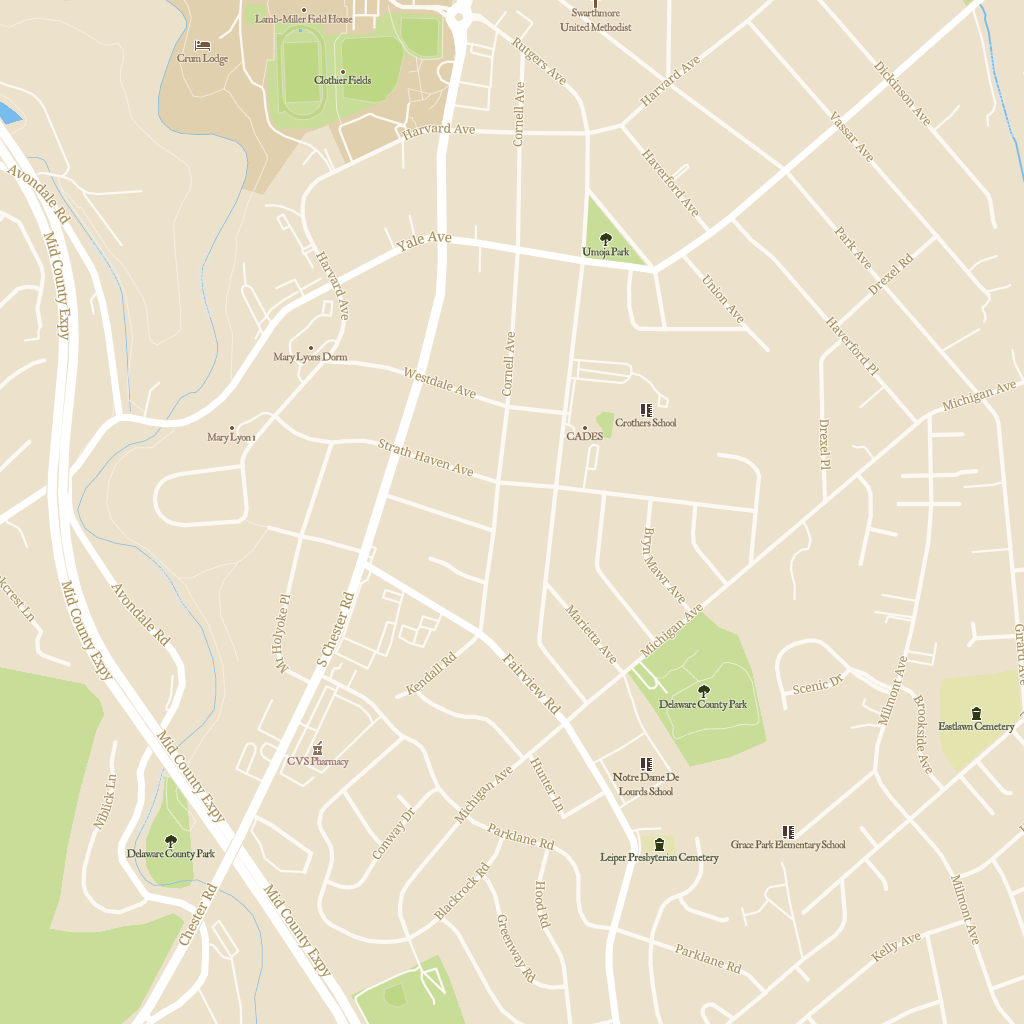 Lamb-Miller Field House
Swarthmore
United Methodist
Crum Lodge
Clothier Fields
Rutgers Ave
Harvard Ave
Dickinson Ave
Vassar Ave
Cornell Ave
Harvard Ave
Haverford Ave
Avondale Rd
Mid County Expy
Yale Ave
Umoja Park
Park Ave
Drexel Rd
Harvard Ave
Union Ave
Haverford Pl
Mary Lyons Dorm
Cornell Ave
Westdale Ave
Michigan Ave
Crothers School
CADES
Mary Lyon 1
Drexel Pl
Strath Haven Ave
Bryn Mawr Ave
Mid County Expy
Avondale Rd
Mt Holyoke Pl
S Chester Rd
Marietta Ave
Michigan Ave
Kendall Rd
Fairview Rd
Delaware County Park
Scenic Dr
Milmont Ave
Brookside Ave
Girard Ave
Eastlawn Cemetery
Mid County Expy
CVS Pharmacy
Notre Dame De
Lourds School
Niblick Ln
Michigan Ave
Hunter Ln
Conway Dr
Parklane Rd
Delaware County Park
Leiper Presbyterian Cemetery
Grace Park Elementary School
Chester Rd
Mid County Expy
Blackrock Rd
Hood Rd
Greenway Rd
Parklane Rd
Kelly Ave
Milmont Ave